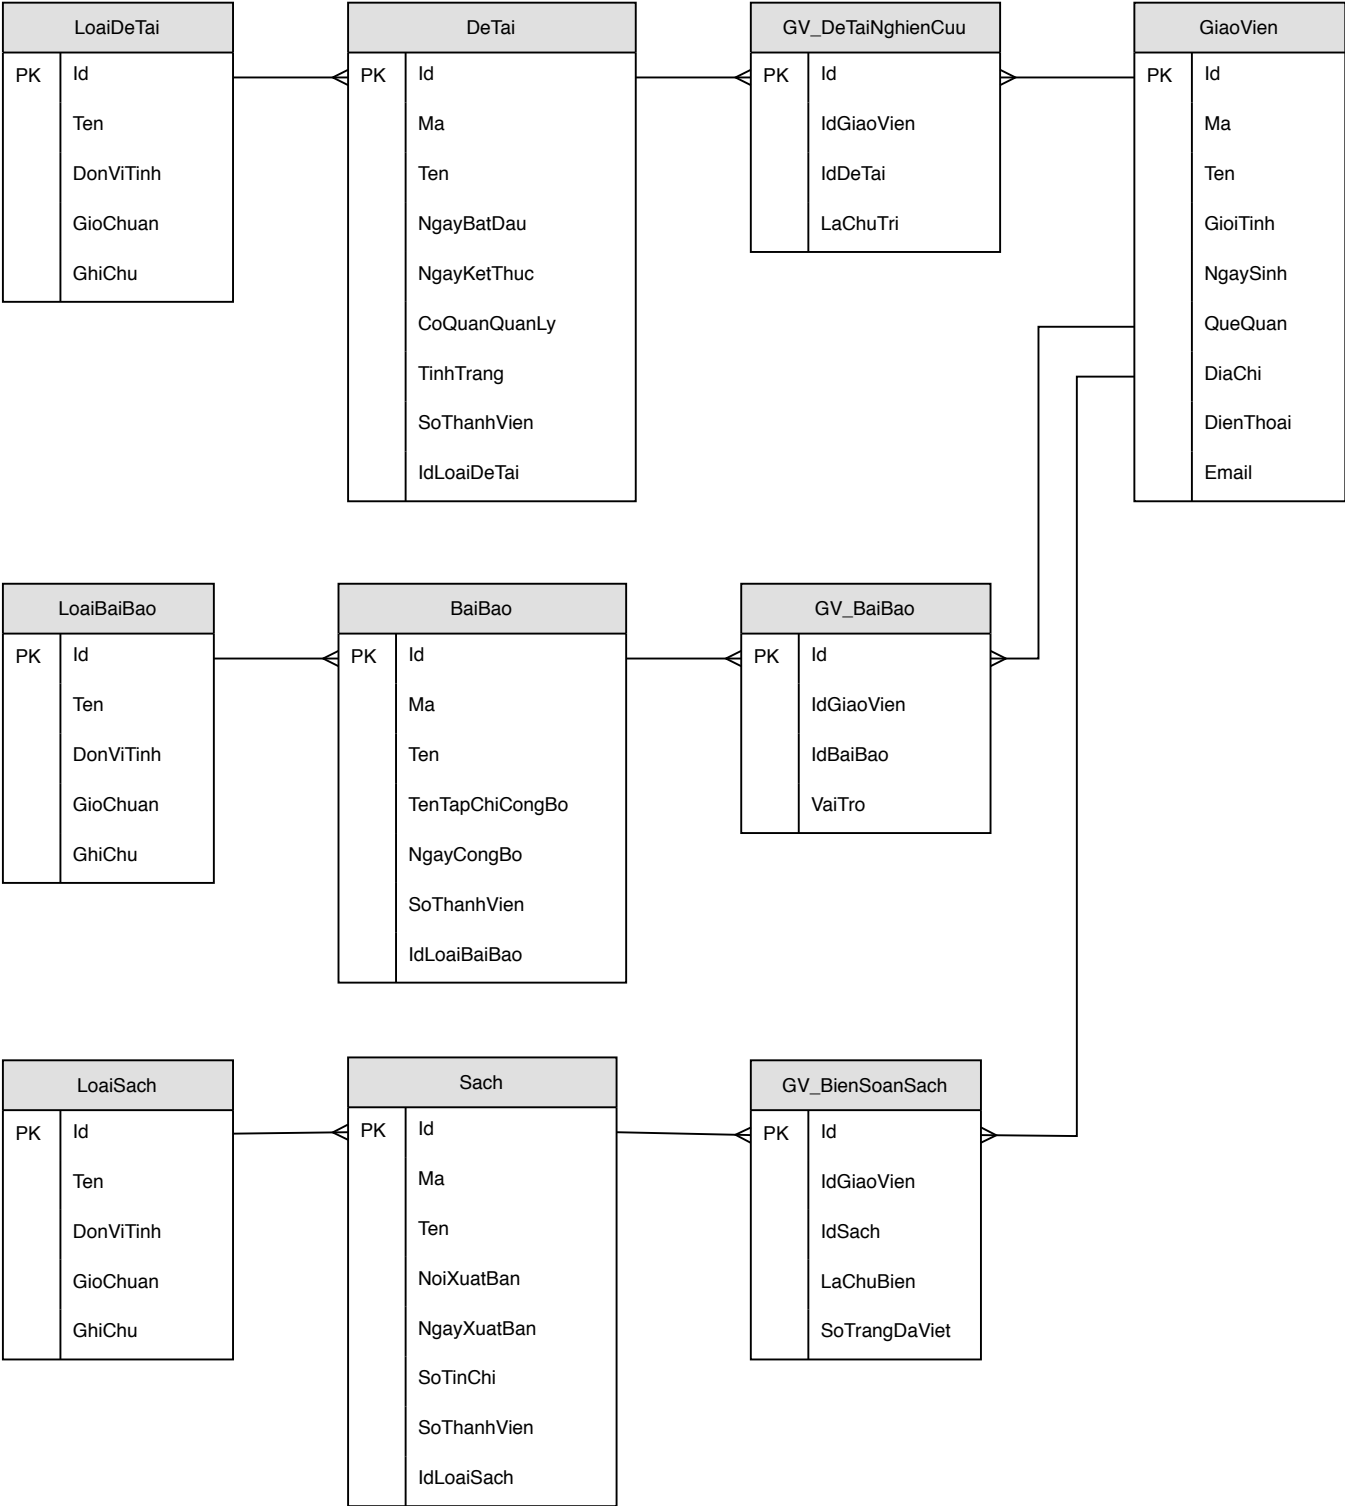 LoaiDeTai
PK Id
Ten
DonViTinh
GioChuan
GhiChu
DeTai
PK Id
Ma
Ten
NgayBatDau
NgayKetThuc
CoQuanQuanLy
TinhTrang
SoThanhVien
IdLoaiDeTai
GV_DeTaiNghienCuu
PK Id
IdGiaoVien
IdDeTai
LaChuTri
GiaoVien
PK Id
Ma
Ten
GioiTinh
NgaySinh
QueQuan
DiaChi
DienThoai
Email
LoaiBaiBao
PK Id
Ten
DonViTinh
GioChuan
GhiChu
BaiBao
PK Id
Ma
Ten
TenTapChiCongBo
NgayCongBo
SoThanhVien
IdLoaiBaiBao
GV_BaiBao
PK Id
IdGiaoVien
IdBaiBao
VaiTro
LoaiSach
PK Id
Ten
DonViTinh
GioChuan
GhiChu
Sach
PK Id
Ma
Ten
NoiXuatBan
NgayXuatBan
SoTinChi
SoThanhVien
IdLoaiSach
GV_BienSoanSach
PK Id
IdGiaoVien
IdSach
LaChuBien
SoTrangDaViet